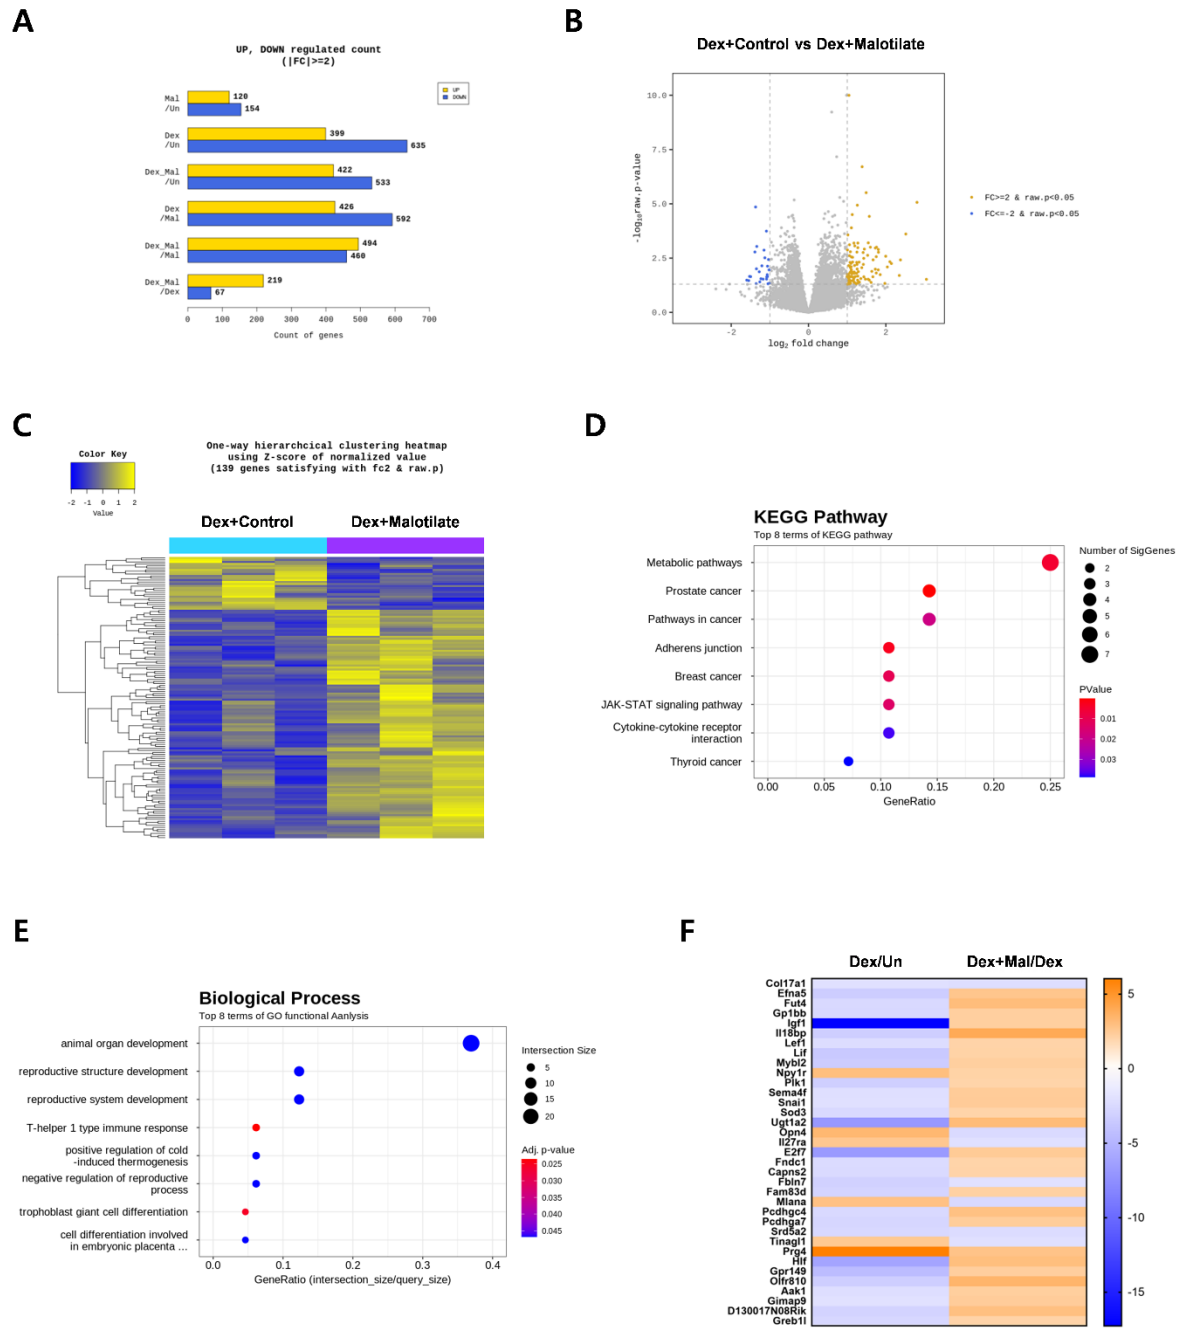 A
UP, DOWN regulated count
(|FC|>=2)
UP
DOWN
Mal
/Un
120
154
Dex
/Un
399
635
Dex_Mal
/Un
422
533
Dex
/Mal
426
592
Dex_Mal
/Mal
494
460
Dex_Mal
/Dex
219
67
0 100 200 300 400 500 600 700
Count of genes
B
Dex+Control vs Dex+Malotilate
10.0
7.5
5.0
2.5
0.0
-log10raw.p-value
-2 0 2
log2 fold change
FC>=2 & raw.p<0.05
FC<=-2 & raw.p<0.05
C
Color Key
-2 -1 0 1 2
Value
One-way hierarchcical clustering heatmap
using Z-score of normalized value
(139 genes satisfying with fc2 & raw.p)
Dex+Control Dex+Malotilate
D
KEGG Pathway
Top 8 terms of KEGG pathway
Metabolic pathways
Prostate cancer
Pathways in cancer
Adherens junction
Breast cancer
JAK-STAT signaling pathway
Cytokine-cytokine receptor
interaction
Thyroid cancer
0.00 0.05 0.10 0.15 0.20 0.25
GeneRatio
Number of SigGenes
2
3
4
5
6
7
PValue
0.01
0.02
0.03
E
Biological Process
Top 8 terms of GO functional Aanlysis
animal organ development
reproductive structure development
reproductive system development
T-helper 1 type immune response
positive regulation of cold
-induced thermogenesis
negative regulation of reproductive
process
trophoblast giant cell differentiation
cell differentiation involved
in embryonic placenta ...
0.0 0.1 0.2 0.3 0.4
GeneRatio (intersection_size/query_size)
Intersection Size
5
10
15
20
Adj. p-value
0.025
0.030
0.035
0.040
0.045
F
Dex/Un Dex+Mal/Dex
Col17a1
Efna5
Fut4
Gp1bb
Igf1
Il18bp
Lef1
Lif
Mybl2
Npy1r
Plk1
Sema4f
Snai1
Sod3
Ugt1a2
Opn4
Il27ra
E2f7
Fndc1
Capns2
Fbln7
Fam83d
Mlana
Pcdhgc4
Pcdhga7
Srd5a2
Tinagl1
Prg4
Hlf
Gpr149
Olfr810
Aak1
Gimap9
D130017N08Rik
Greb1l
5
0
-5
-10
-15